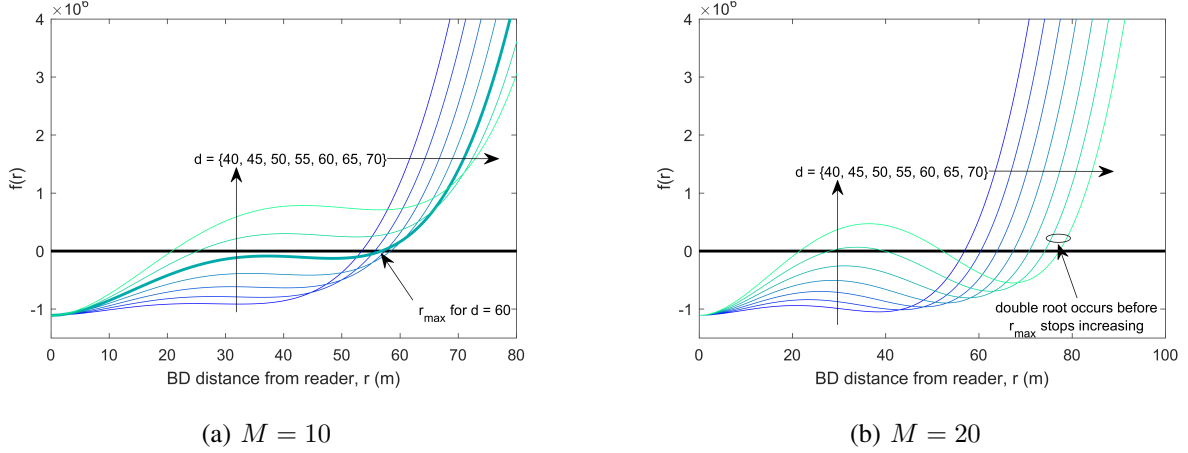 ×10⁶
4
3
2
1
0
-1
f(r)
d = {40, 45, 50, 55, 60, 65, 70}
r_max for d = 60
0 10 20 30 40 50 60 70 80
BD distance from reader, r (m)
(a) M = 10
×10⁶
4
3
2
1
0
-1
f(r)
d = {40, 45, 50, 55, 60, 65, 70}
double root occurs before
r_max stops increasing
0 20 40 60 80 100
BD distance from reader, r (m)
(b) M = 20